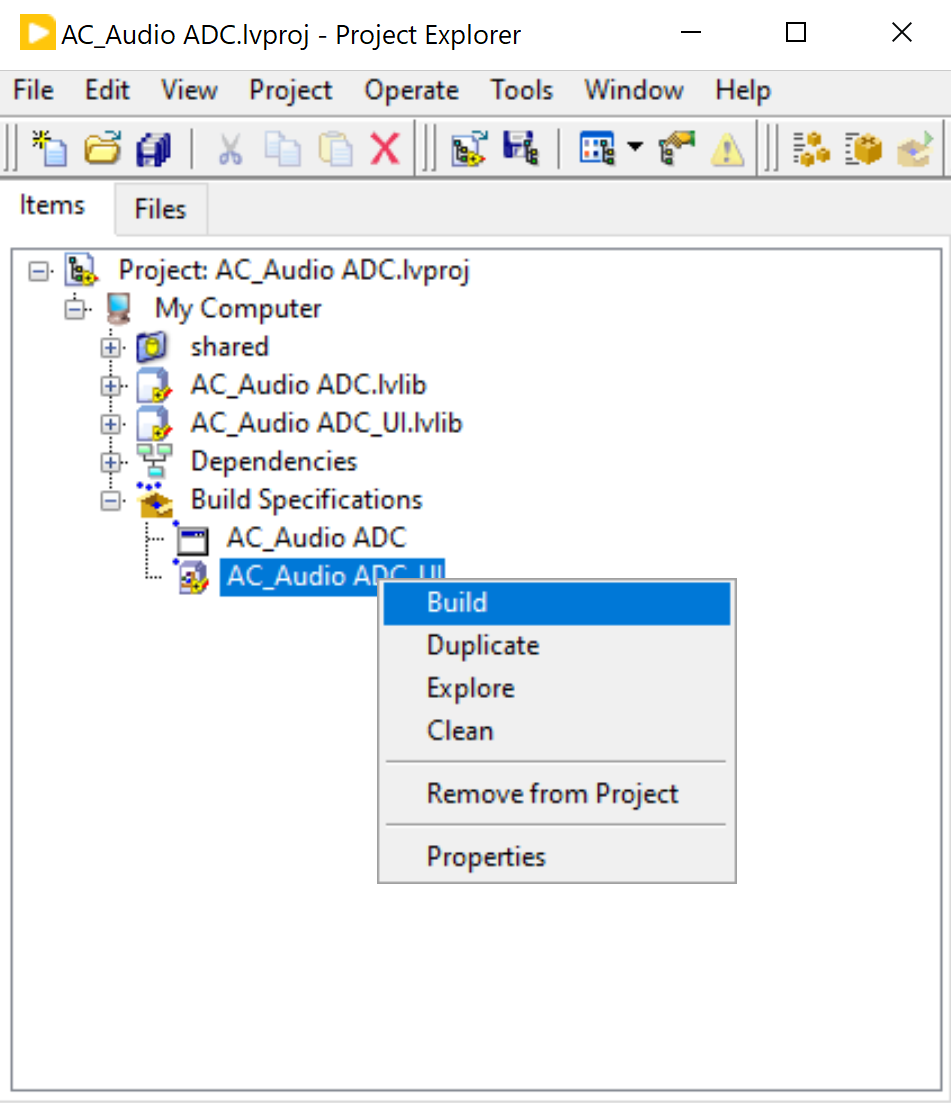 AC_Audio ADC.lvproj - Project Explorer
File Edit View Project Operate Tools Window Help
Items Files
Project: AC_Audio ADC.lvproj
My Computer
shared
AC_Audio ADC.lvlib
AC_Audio ADC_UI.lvlib
Dependencies
Build Specifications
AC_Audio ADC
AC_Audio ADC_UI
Build
Duplicate
Explore
Clean
Remove from Project
Properties